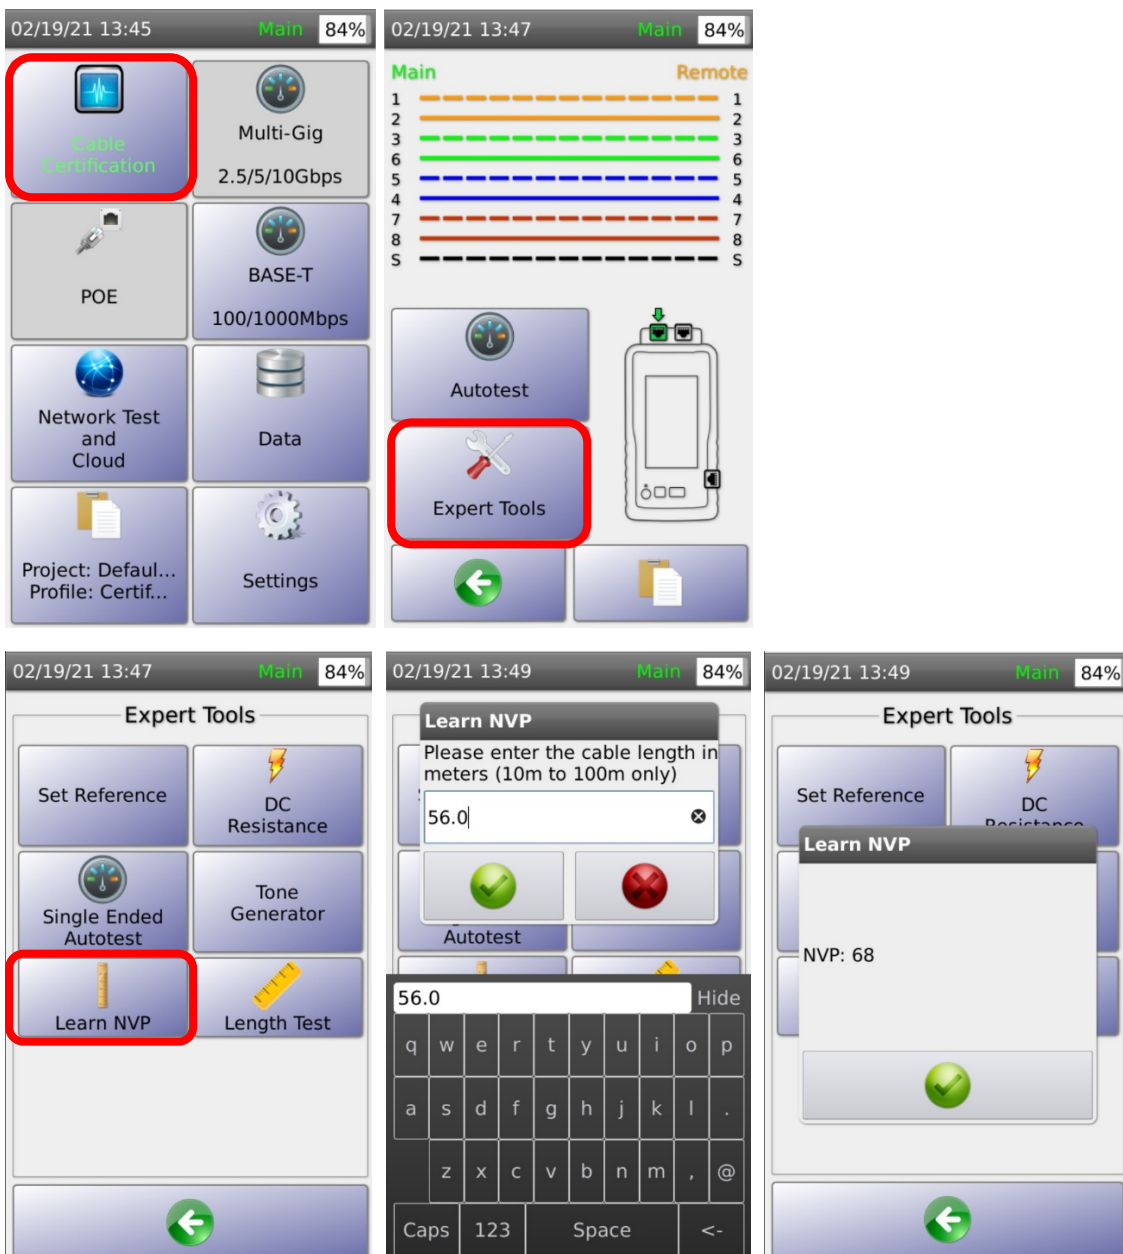 02/19/21 13:45 Main 84%
Cable
Certification
Multi-Gig
2.5/5/10Gbps
POE
BASE-T
100/1000Mbps
Network Test
and
Cloud
Data
Project: Defaul...
Profile: Certif...
Settings
02/19/21 13:47 Main 84%
Main Remote
1 1
2 2
3 3
6 6
5 5
4 4
7 7
8 8
S S
Autotest
Expert Tools
02/19/21 13:47 Main 84%
Expert Tools
Set Reference
DC
Resistance
Single Ended
Autotest
Tone
Generator
Learn NVP
Length Test
02/19/21 13:49 Main 84%
Learn NVP
Please enter the cable length in
meters (10m to 100m only)
56.0
Autotest
56.0 Hide
q w e r t y u i o p
a s d f g h j k l .
z x c v b n m , @
Caps 123 Space <-
02/19/21 13:49 Main 84%
Expert Tools
Set Reference
DC
Resistance
Learn NVP
NVP: 68